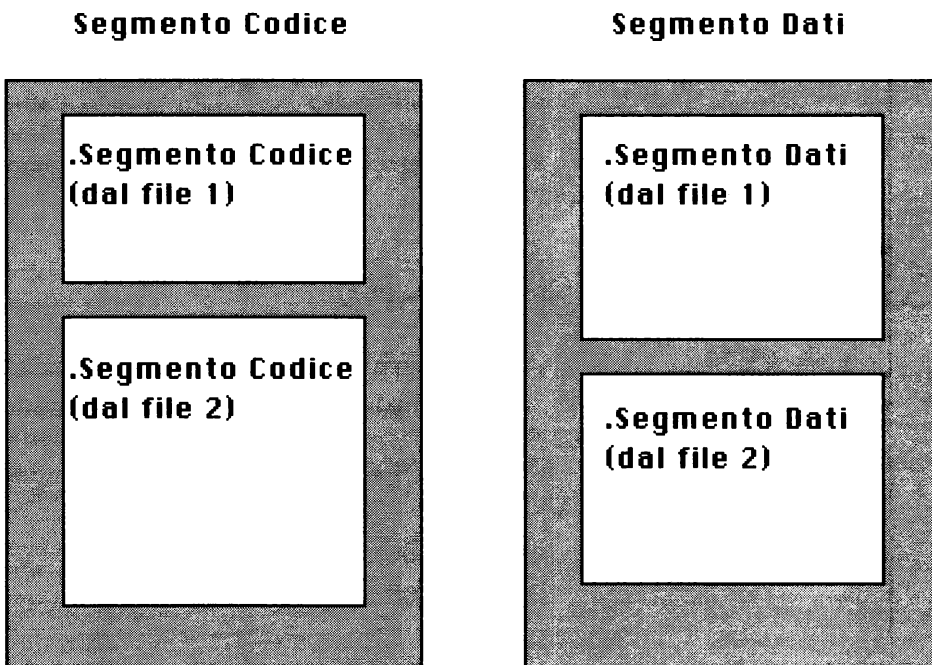 Segmento Codice
Segmento Dati
.Segmento Codice
(dal file 1)
.Segmento Codice
(dal file 2)
.Segmento Dati
(dal file 1)
.Segmento Dati
(dal file 2)